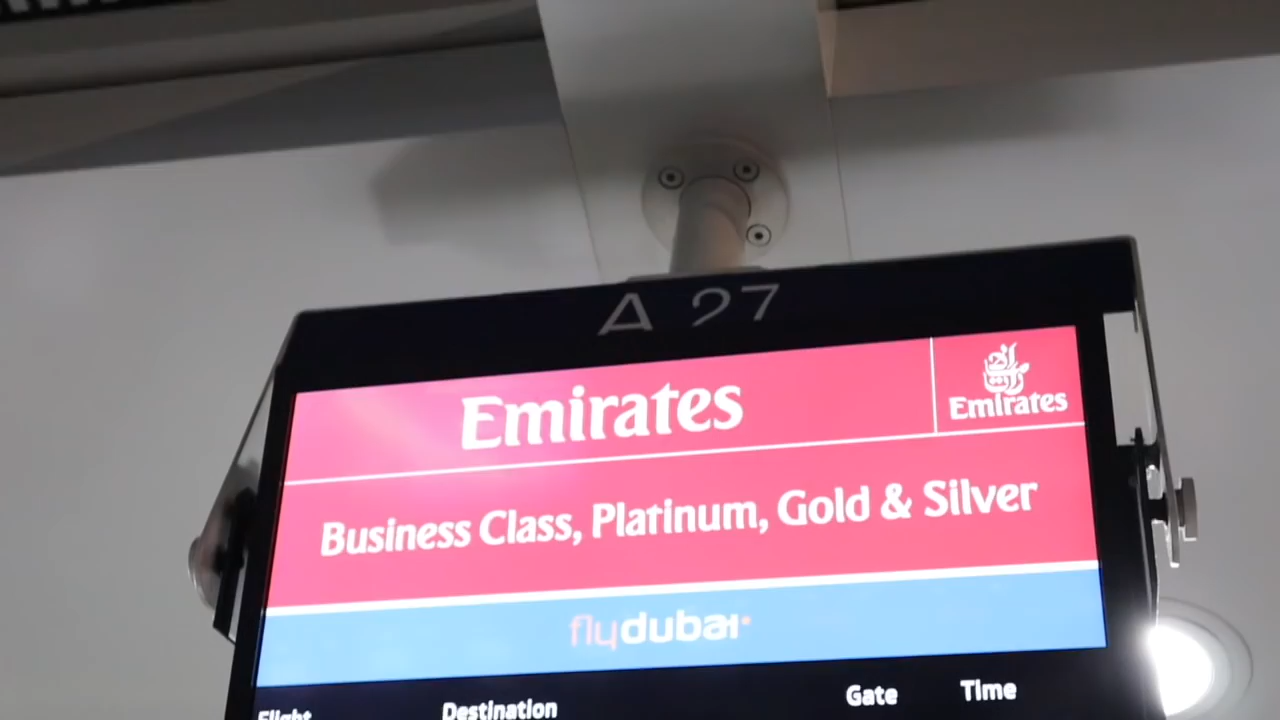 A 27
Emirates
Emirates
Business Class, Platinum, Gold & Silver
flydubai
Flight Destination Gate Time